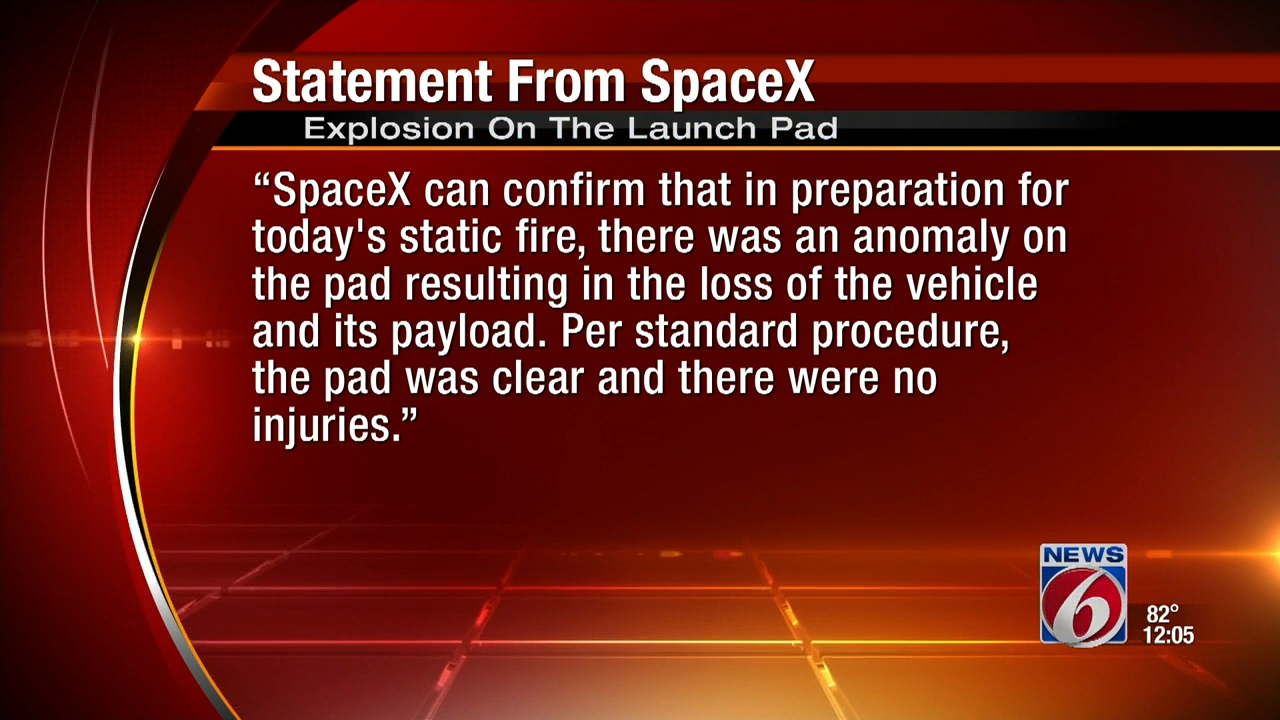 Statement From SpaceX
Explosion On The Launch Pad
“SpaceX can confirm that in preparation for
today's static fire, there was an anomaly on
the pad resulting in the loss of the vehicle
and its payload. Per standard procedure,
the pad was clear and there were no
injuries.”
NEWS
6
82°
12:05